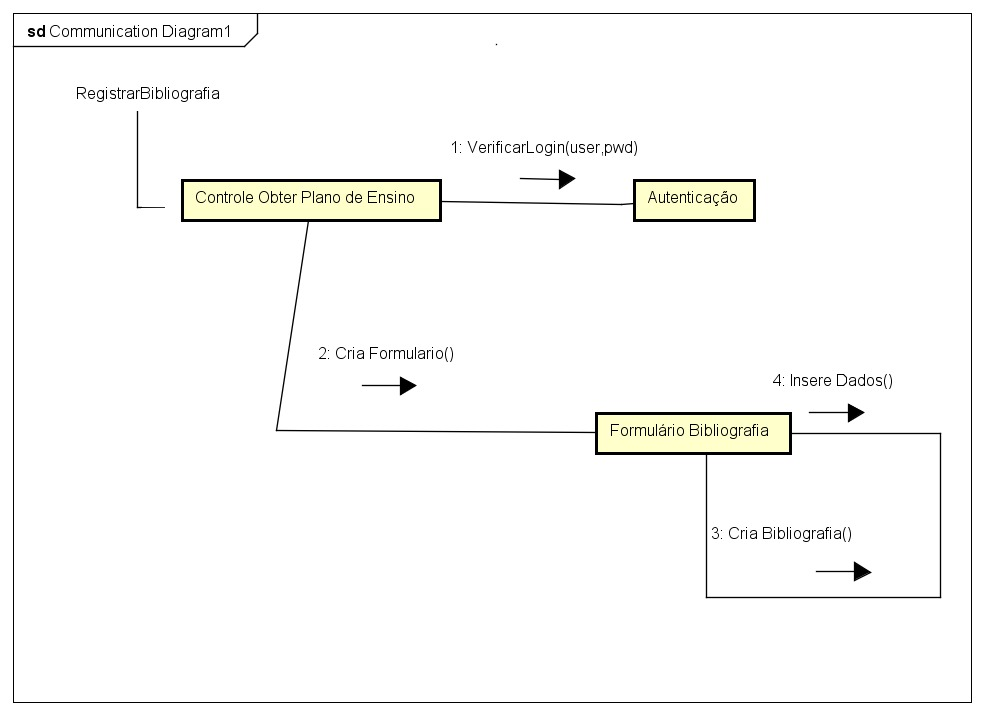 sd Communication Diagram1
RegistrarBibliografia
1: VerificarLogin(user,pwd)
Controle Obter Plano de Ensino
Autenticação
2: Cria Formulario()
4: Insere Dados()
Formulário Bibliografia
3: Cria Bibliografia()